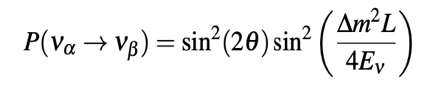 P(ν_α → ν_β) = sin²(2θ) sin² (Δm²L / 4E_ν)